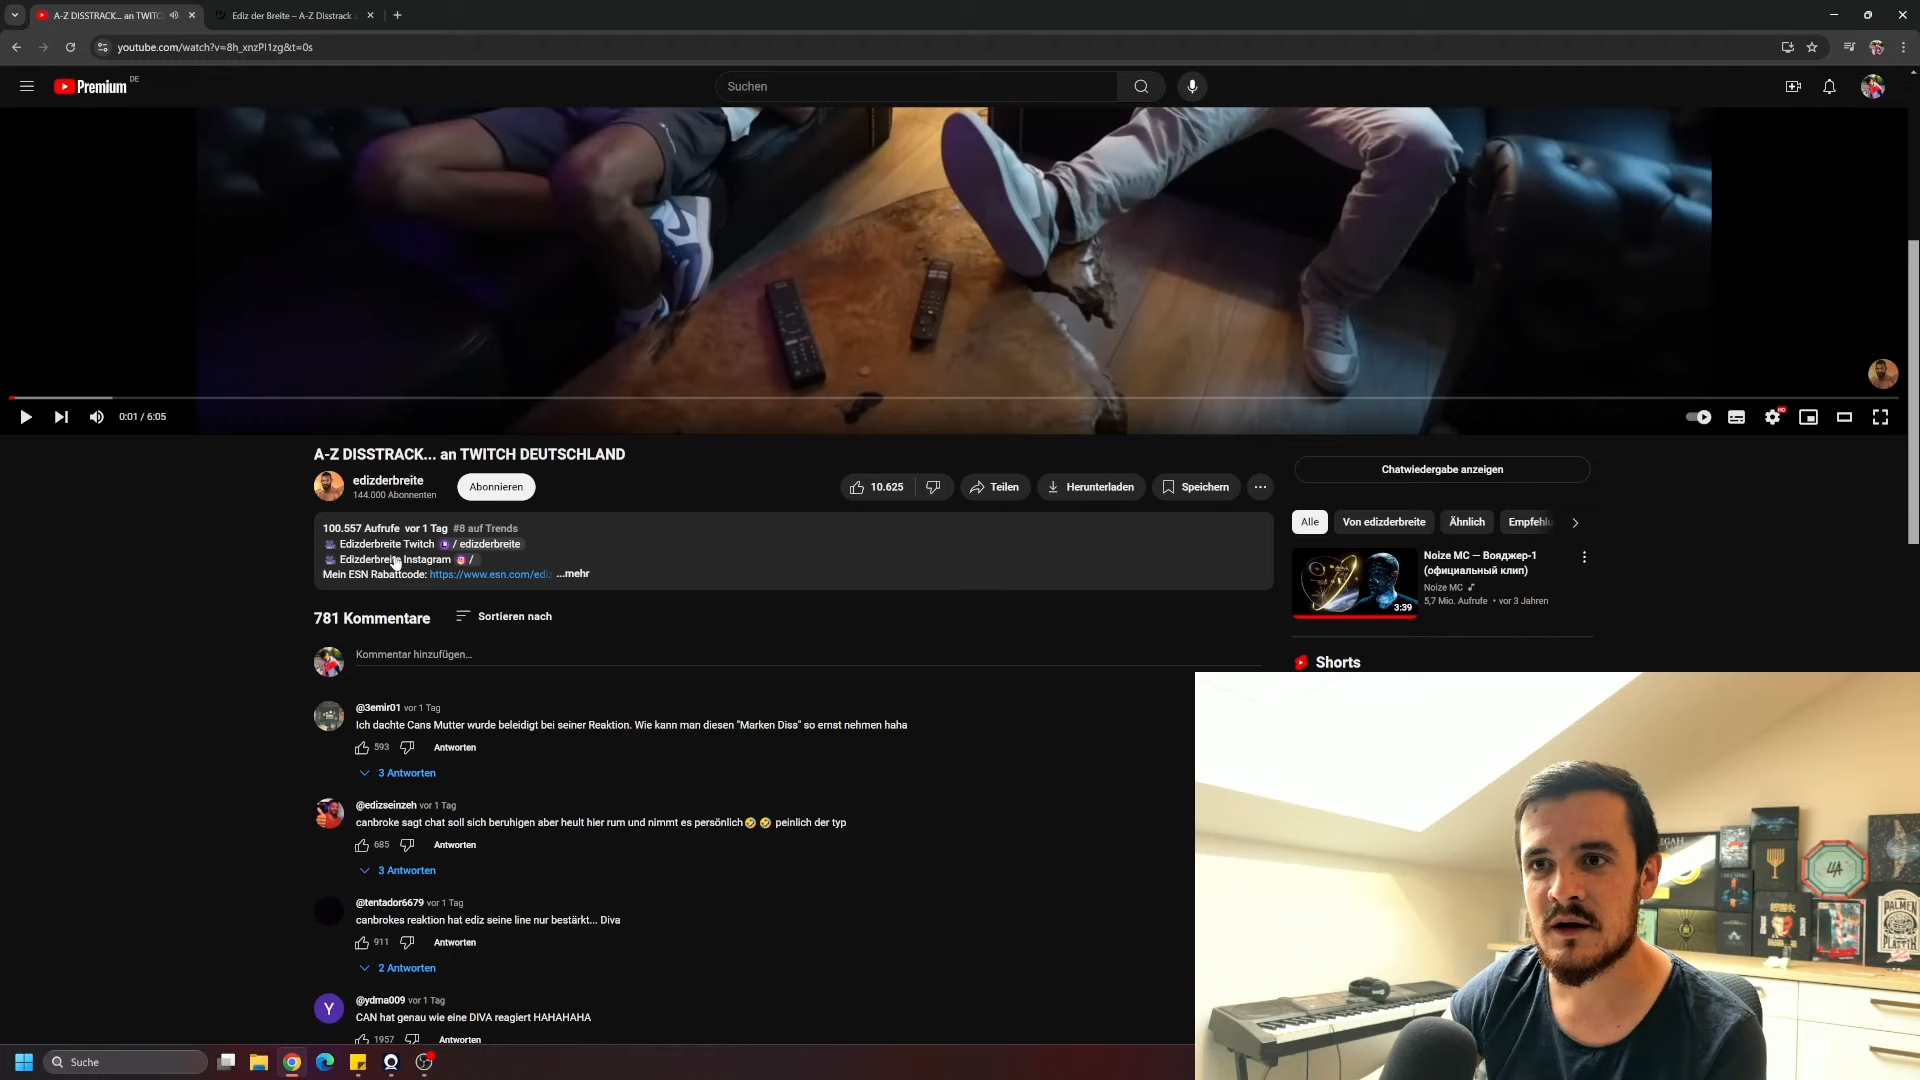 A-Z DISSTRACK... an TWITC
Ediz der Breite – A-Z Disstrack
youtube.com/watch?v=8h_xnzPI1zg&t=0s
Premium DE
Suchen
0:01 / 6:05
HD
A-Z DISSTRACK... an TWITCH DEUTSCHLAND
edizderbreite
144.000 Abonnenten
Abonnieren
10.625
Teilen
Herunterladen
Speichern
100.557 Aufrufe vor 1 Tag #8 auf Trends
Edizderbreite Twitch / edizderbreite
Edizderbreite Instagram /
Mein ESN Rabattcode: https://www.esn.com/ediz ...mehr
781 Kommentare
Sortieren nach
Kommentar hinzufügen...
@3emir01 vor 1 Tag
Ich dachte Cans Mutter wurde beleidigt bei seiner Reaktion. Wie kann man diesen "Marken Diss" so ernst nehmen haha
593 Antworten
3 Antworten
@edizseinzeh vor 1 Tag
canbroke sagt chat soll sich beruhigen aber heult hier rum und nimmt es persönlich🤣 🤣 peinlich der typ
685 Antworten
3 Antworten
@tentador6679 vor 1 Tag
canbrokes reaktion hat ediz seine line nur bestärkt... Diva
911 Antworten
2 Antworten
Y
@ydma009 vor 1 Tag
CAN hat genau wie eine DIVA reagiert HAHAHAHA
1957 Antworten
Chatwiedergabe anzeigen
Alle
Von edizderbreite
Ähnlich
Empfehlu
Noize MC — Вояджер-1
(официальный клип)
Noize MC
5,7 Mio. Aufrufe • vor 3 Jahren
3:39
Shorts
PALMEN
PLASTIK
Suche